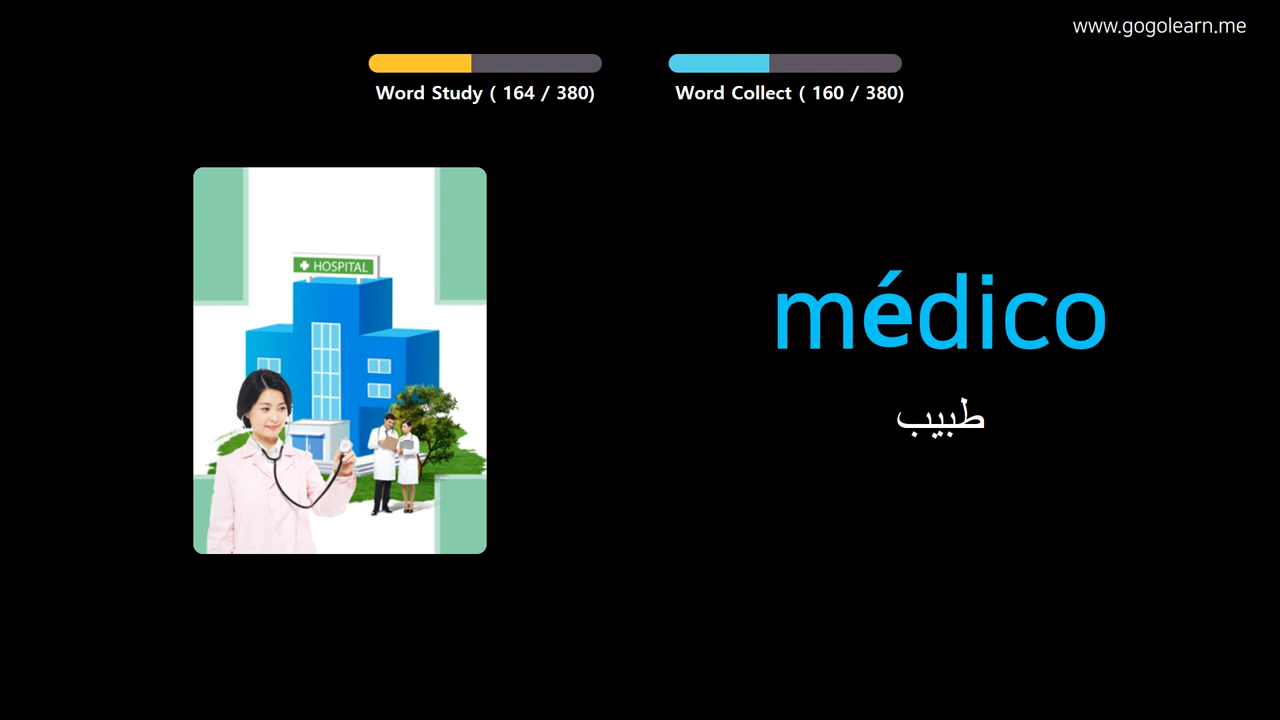 www.gogolearn.me
Word Study ( 164 / 380)
Word Collect ( 160 / 380)
HOSPITAL
médico
طبيب